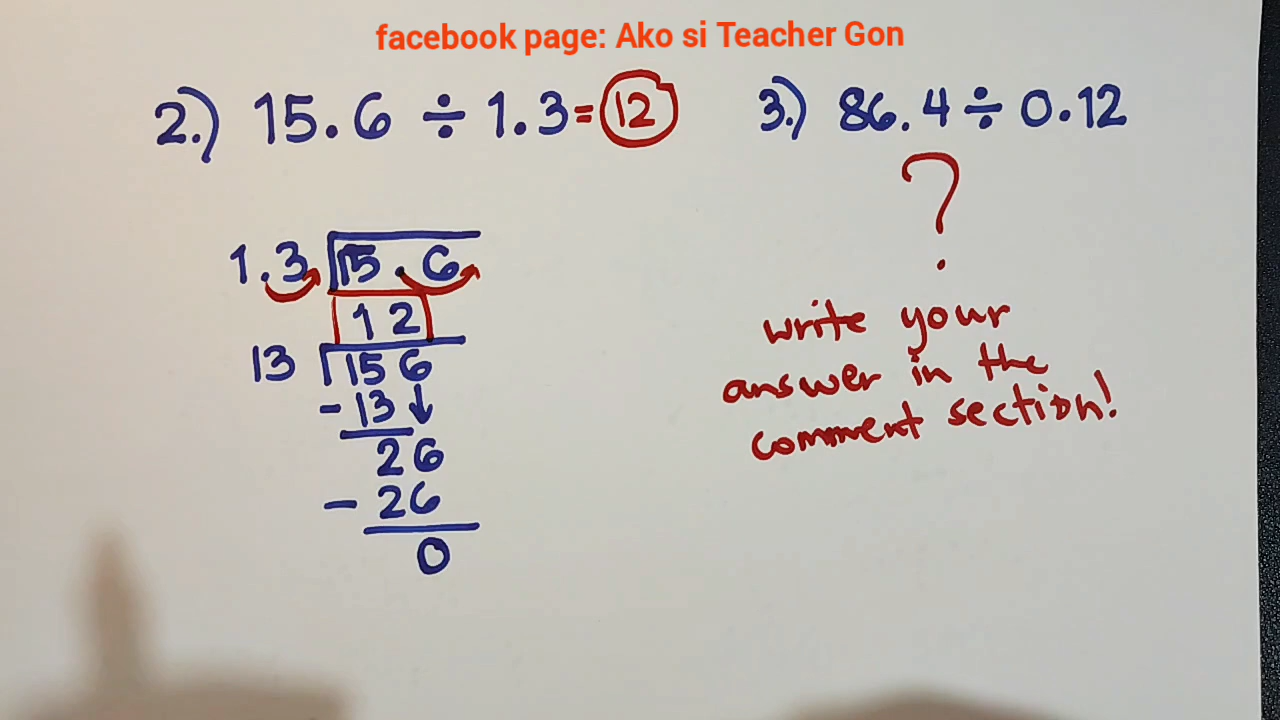 facebook page: Ako si Teacher Gon
2.) 15.6 ÷ 1.3 = 12
1.3 15.6
12
13 156
- 13
26
- 26
0
3.) 86.4 ÷ 0.12
?
write your
answer in the
comment section!